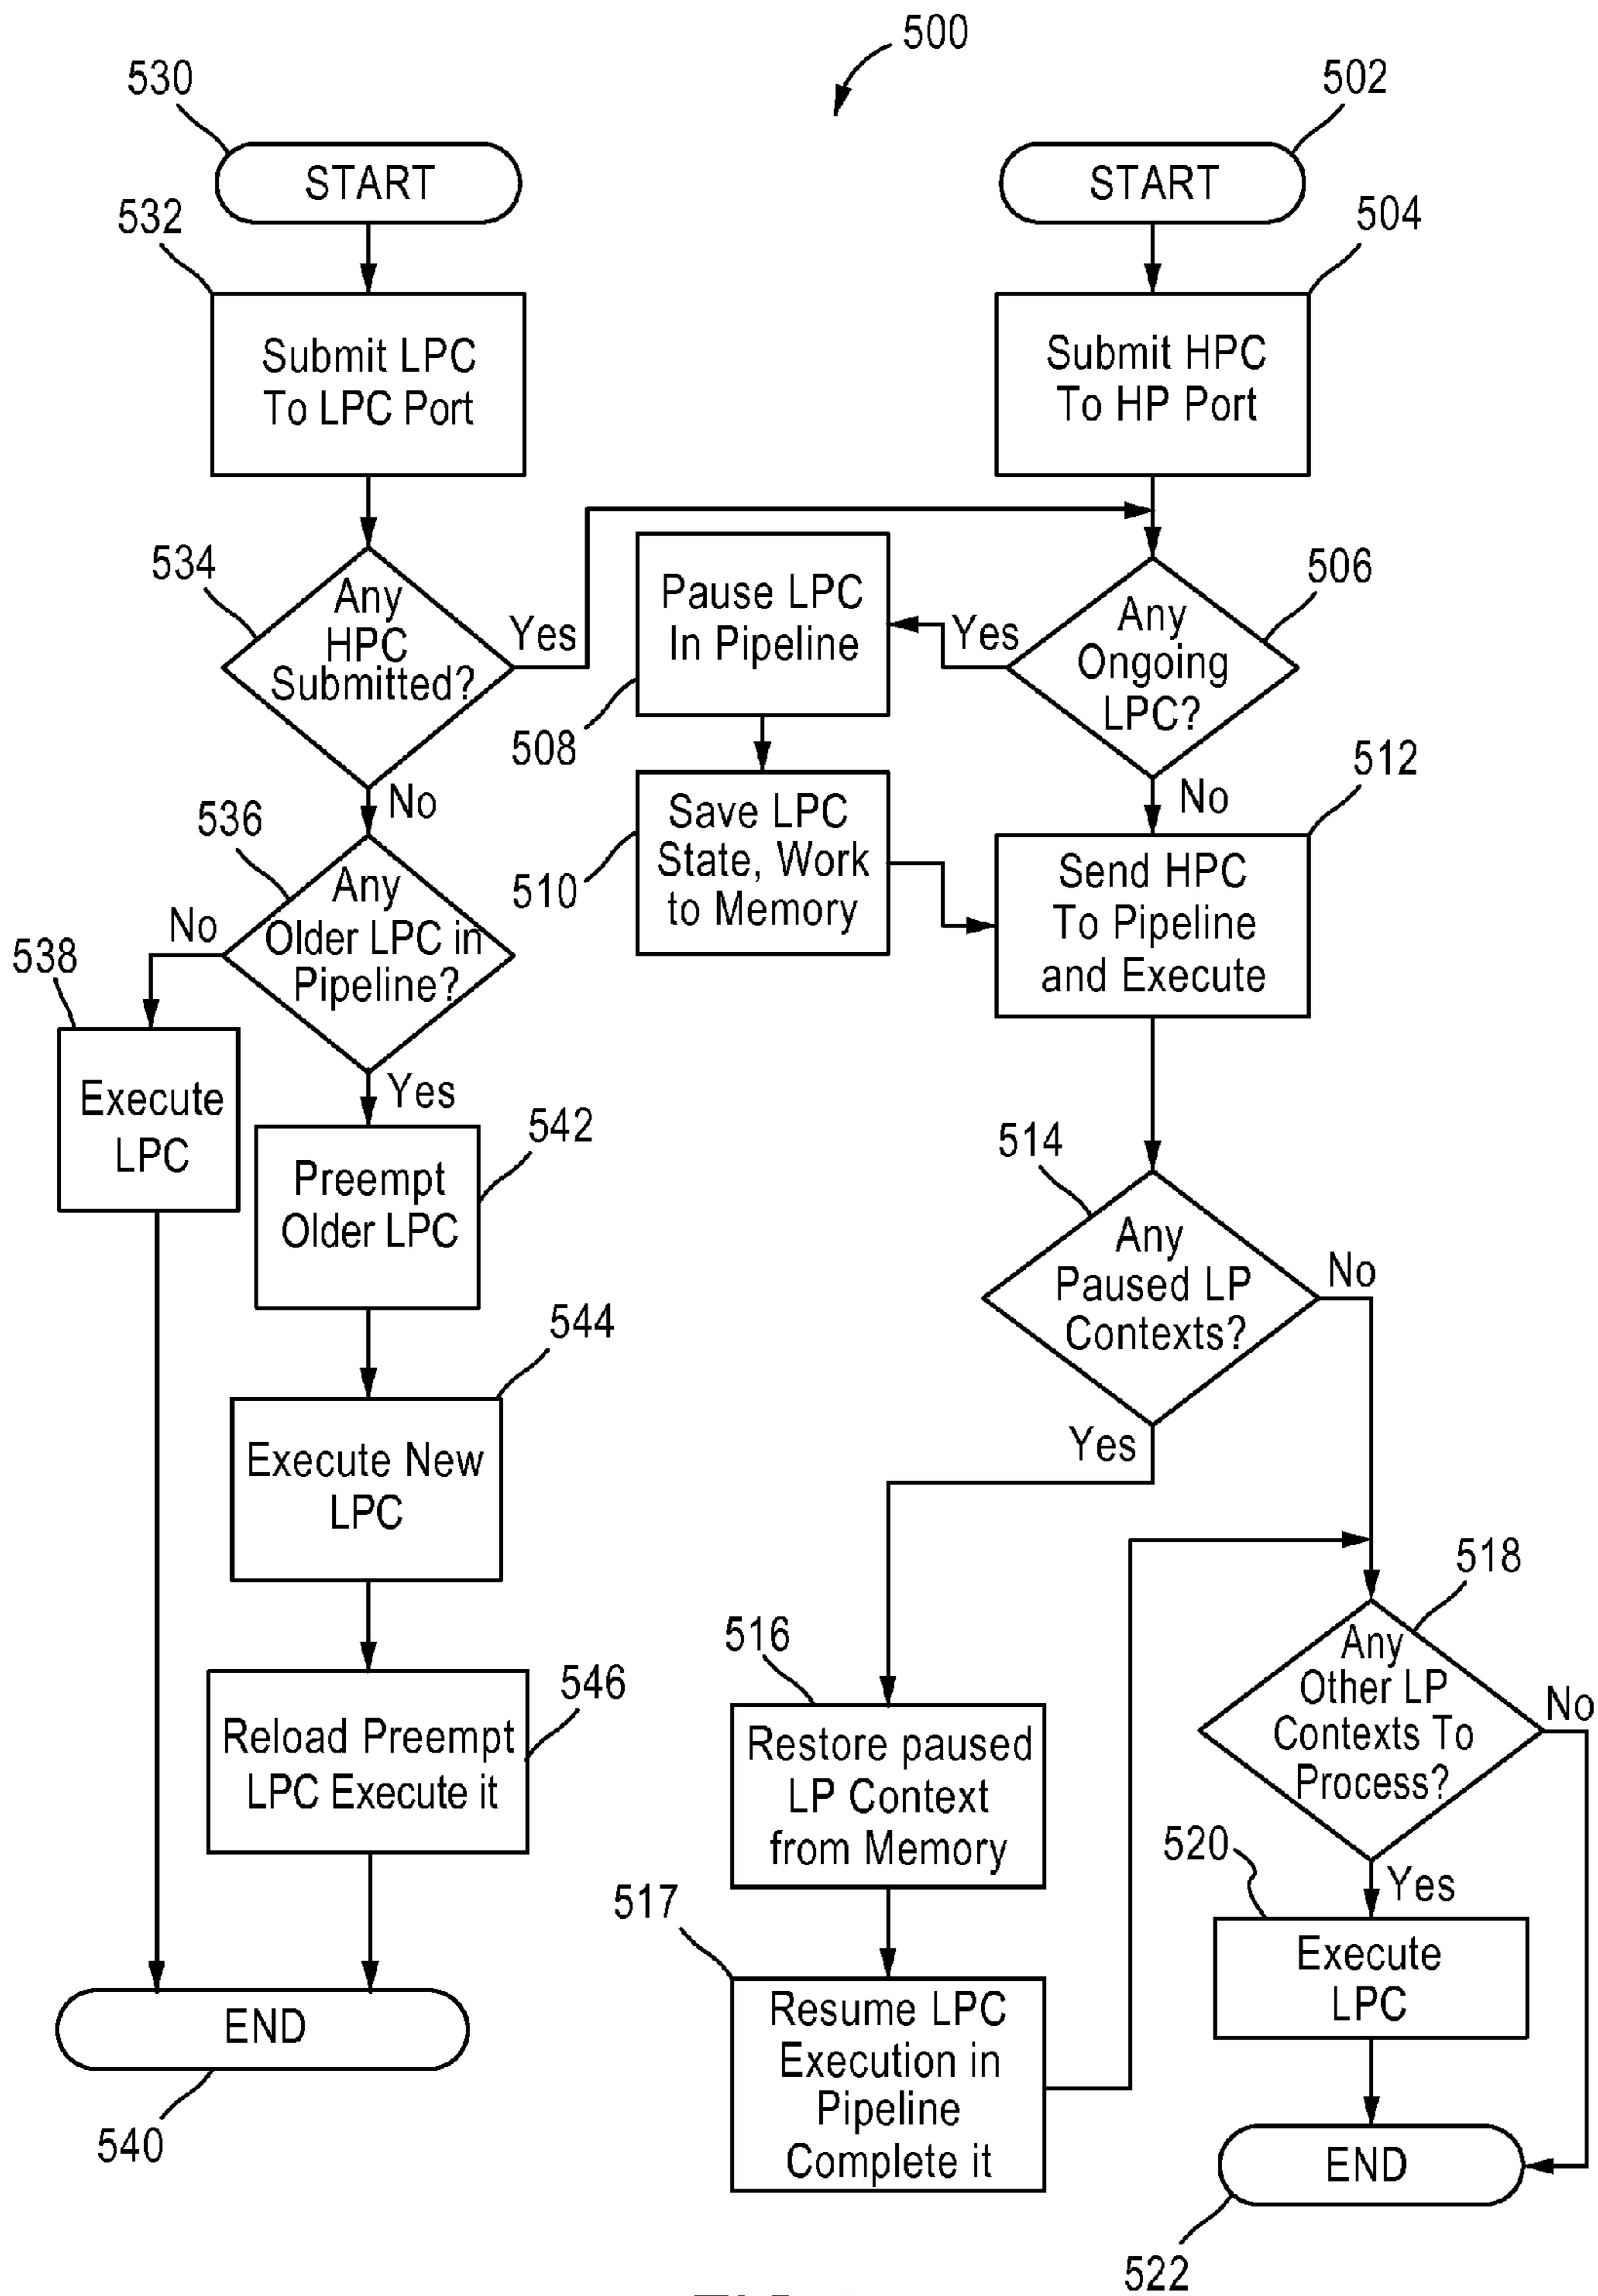 500
530
START
532
Submit LPC
To LPC Port
534
Any
HPC
Submitted?
Yes
No
536
Any
Older LPC in
Pipeline?
No
538
Execute
LPC
Yes
542
Preempt
Older LPC
544
Execute New
LPC
546
Reload Preempt
LPC Execute it
END
540
502
START
504
Submit HPC
To HP Port
506
Any
Ongoing
LPC?
Yes
Pause LPC
In Pipeline
508
Save LPC
State, Work
to Memory
510
No
512
Send HPC
To Pipeline
and Execute
514
Any
Paused LP
Contexts?
No
Yes
516
Restore paused
LP Context
from Memory
517
Resume LPC
Execution in
Pipeline
Complete it
518
Any
Other LP
Contexts To
Process?
No
Yes
520
Execute
LPC
END
522